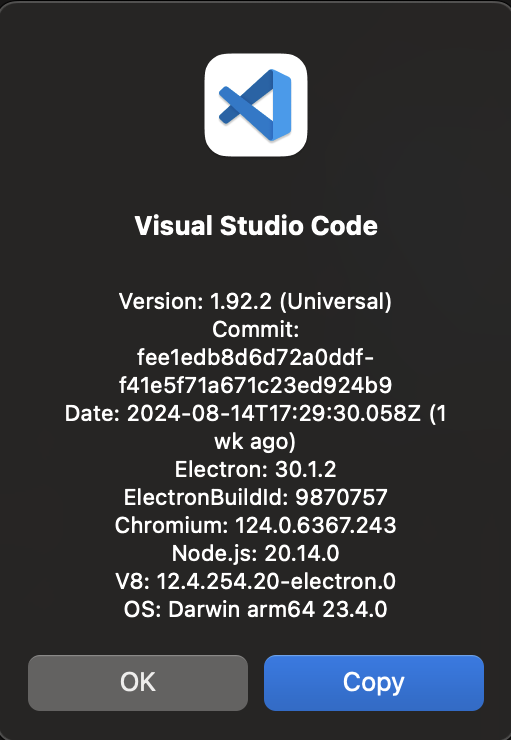 Visual Studio Code
Version: 1.92.2 (Universal)
Commit:
fee1edb8d6d72a0ddf-
f41e5f71a671c23ed924b9
Date: 2024-08-14T17:29:30.058Z (1
wk ago)
Electron: 30.1.2
ElectronBuildId: 9870757
Chromium: 124.0.6367.243
Node.js: 20.14.0
V8: 12.4.254.20-electron.0
OS: Darwin arm64 23.4.0
OK
Copy